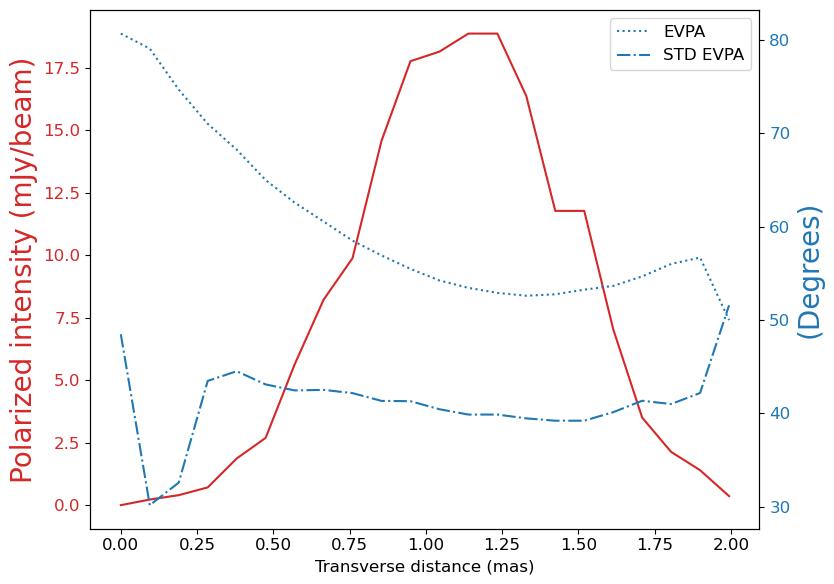 EVPA
STD EVPA
Polarized intensity (mJy/beam)
17.5
15.0
12.5
10.0
7.5
5.0
2.5
0.0
80
70
60
50
40
30
(Degrees)
0.00 0.25 0.50 0.75 1.00 1.25 1.50 1.75 2.00
Transverse distance (mas)